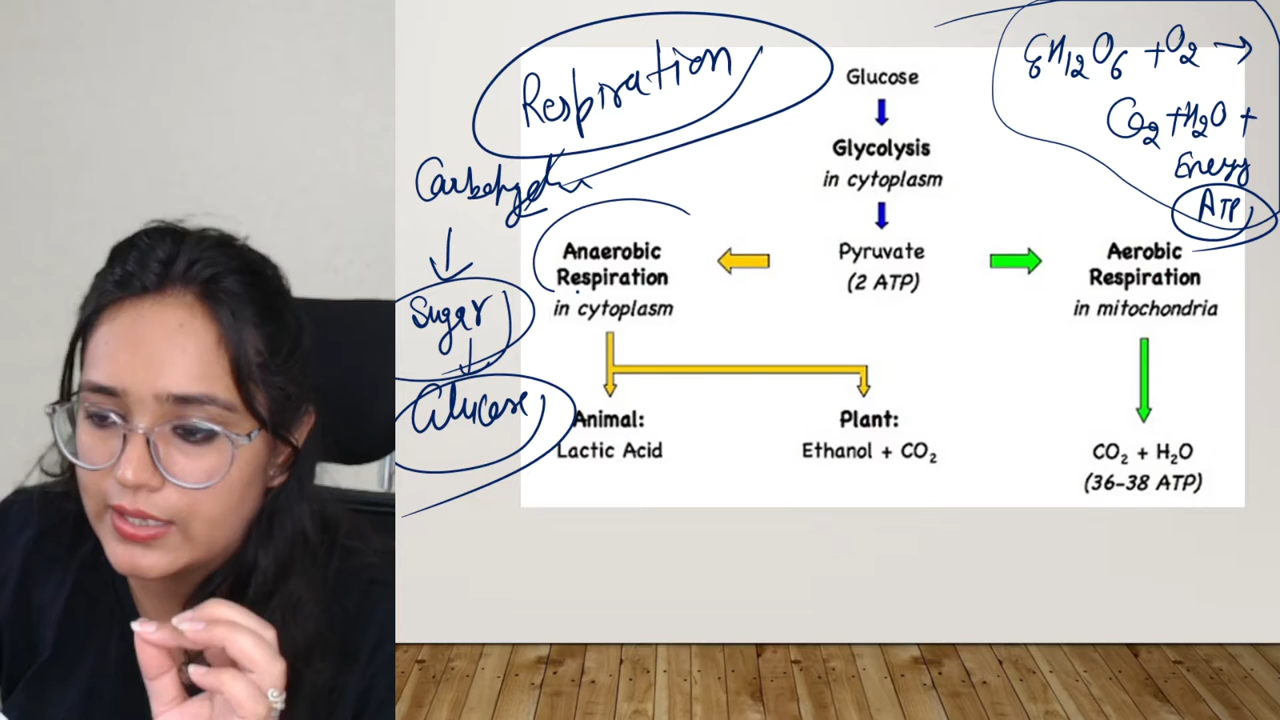 Respiration
Carbohydra
Sugar
Glucose
C6H12O6 + O2 →
CO2 + H2O +
Energy
ATP
Glucose
Glycolysis
in cytoplasm
Pyruvate
(2 ATP)
Anaerobic
Respiration
in cytoplasm
Aerobic
Respiration
in mitochondria
Animal:
Lactic Acid
Plant:
Ethanol + CO₂
CO₂ + H₂O
(36-38 ATP)